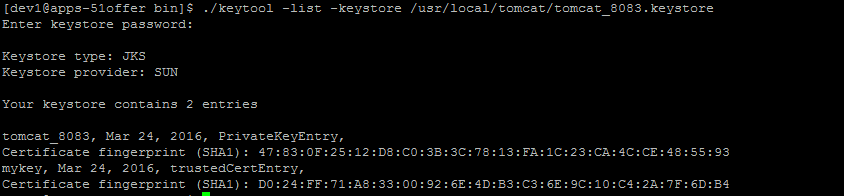 [dev1@apps-51offer bin]$ ./keytool -list -keystore /usr/local/tomcat/tomcat_8083.keystore
Enter keystore password:
Keystore type: JKS
Keystore provider: SUN
Your keystore contains 2 entries
tomcat_8083, Mar 24, 2016, PrivateKeyEntry,
Certificate fingerprint (SHA1): 47:83:0F:25:12:D8:C0:3B:3C:78:13:FA:1C:23:CA:4C:CE:48:55:93
mykey, Mar 24, 2016, trustedCertEntry,
Certificate fingerprint (SHA1): D0:24:FF:71:A8:33:00:92:6E:4D:B3:C3:6E:9C:10:C4:2A:7F:6D:B4